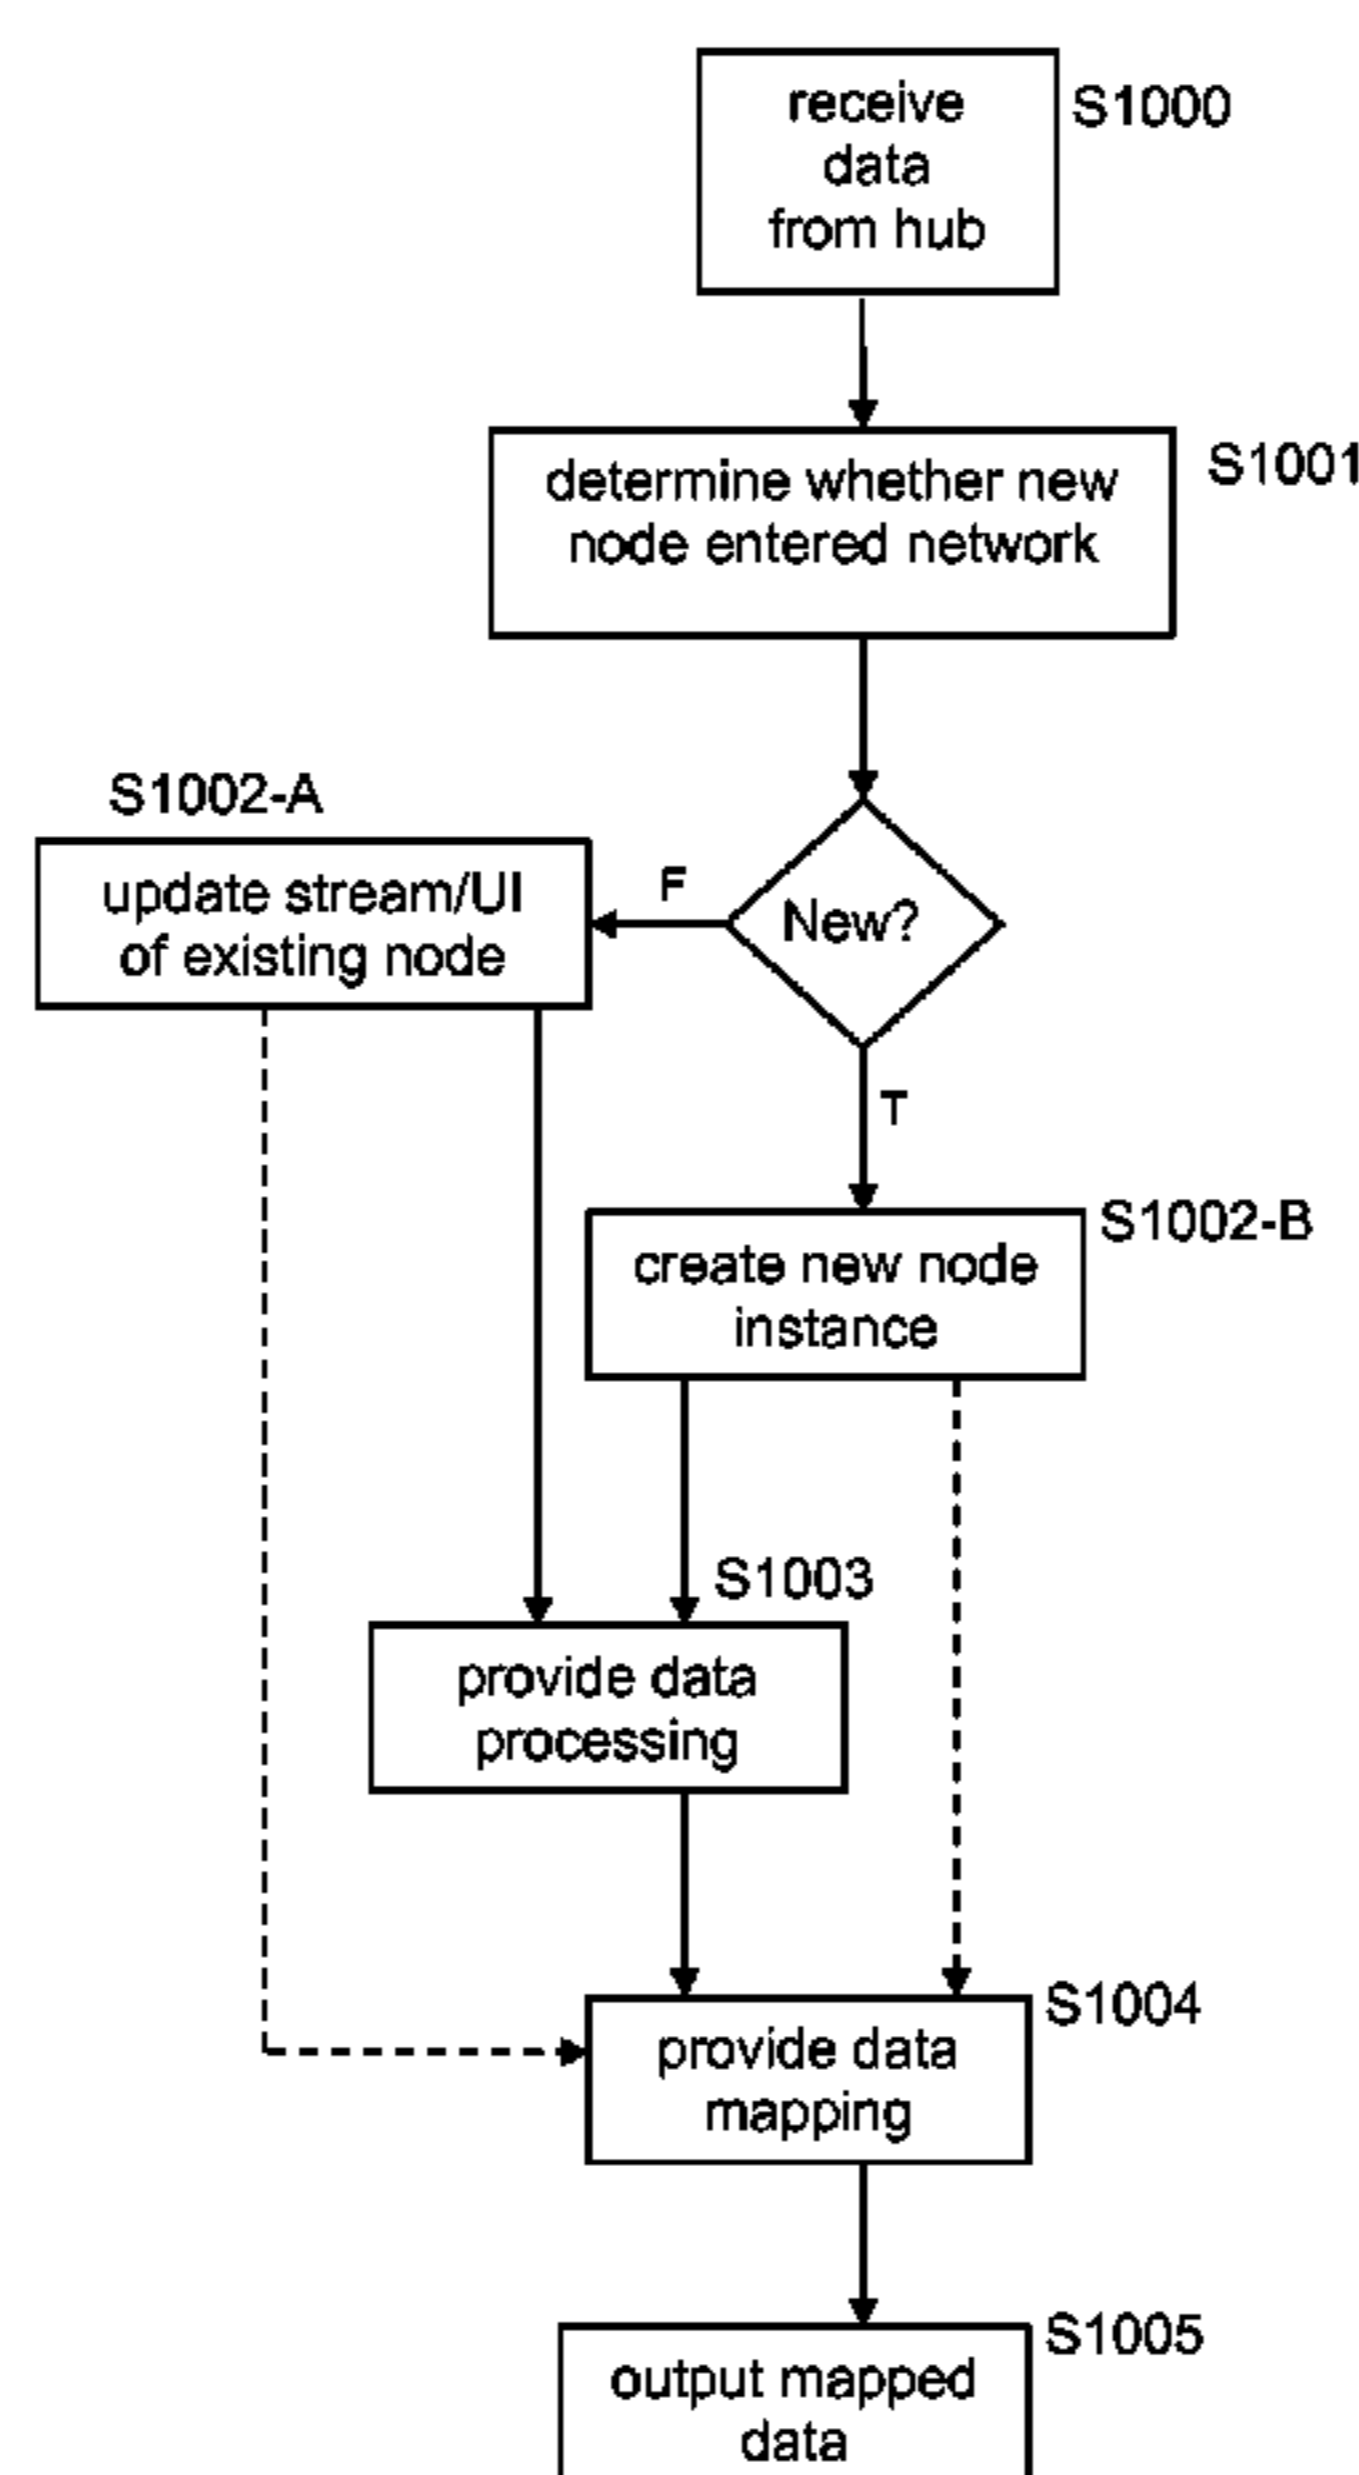 receive
data
from hub
S1000
determine whether new
node entered network
S1001
New?
F
T
S1002-A
update stream/UI
of existing node
S1002-B
create new node
instance
S1003
provide data
processing
S1004
provide data
mapping
S1005
output mapped
data